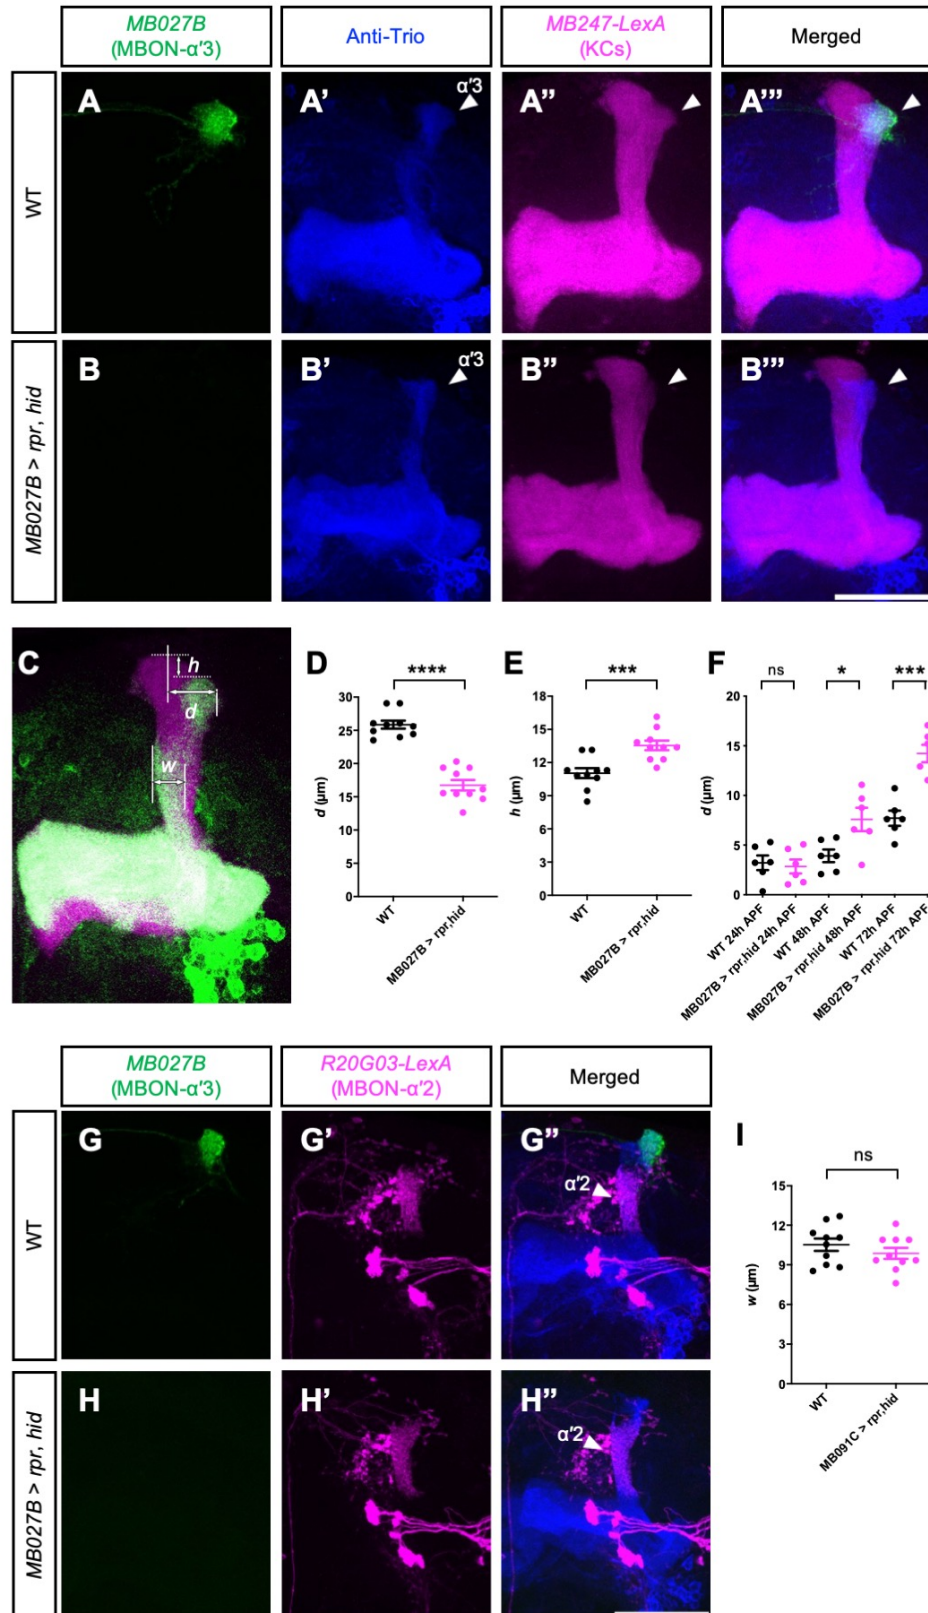 MB027B
(MBON-α′3)
Anti-Trio
MB247-LexA
(KCs)
Merged
WT
A
A’
α′3
A’’
A’’’
MB027B > rpr, hid
B
B’
α′3
B’’
B’’’
C
h
d
w
D
****
d (µm)
30
25
20
15
10
5
0
WT
MB027B > rpr,hid
E
***
h (µm)
18
15
12
9
6
3
0
WT
MB027B > rpr,hid
F
ns
*
***
d (µm)
20
15
10
5
0
WT 24h APF
MB027B > rpr,hid 24h APF
WT 48h APF
MB027B > rpr,hid 48h APF
WT 72h APF
MB027B > rpr,hid 72h APF
MB027B
(MBON-α′3)
R20G03-LexA
(MBON-α′2)
Merged
WT
G
G’
G’’
α′2
MB027B > rpr, hid
H
H’
H’’
α′2
I
ns
w (µm)
15
12
9
6
3
0
WT
MB091C > rpr,hid